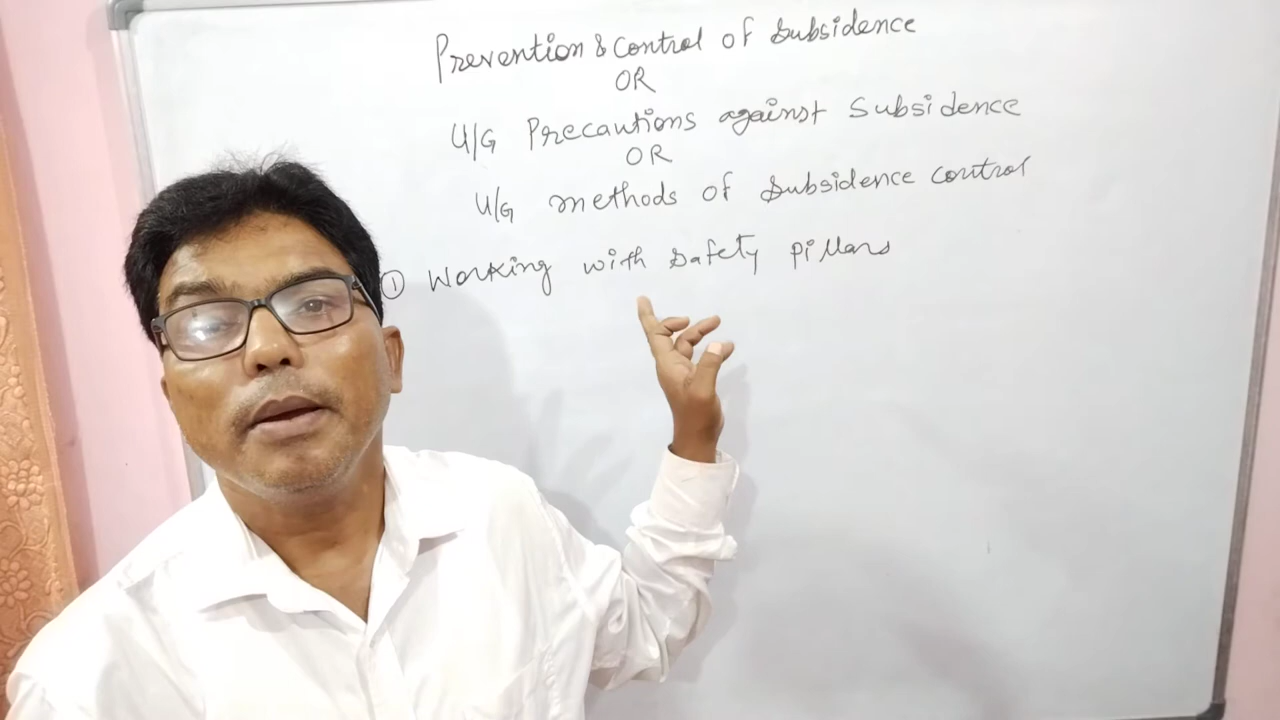 Prevention & Control of Subsidence
OR
U/G Precautions against Subsidence
OR
U/G methods of Subsidence control
① Working with Safety pillars